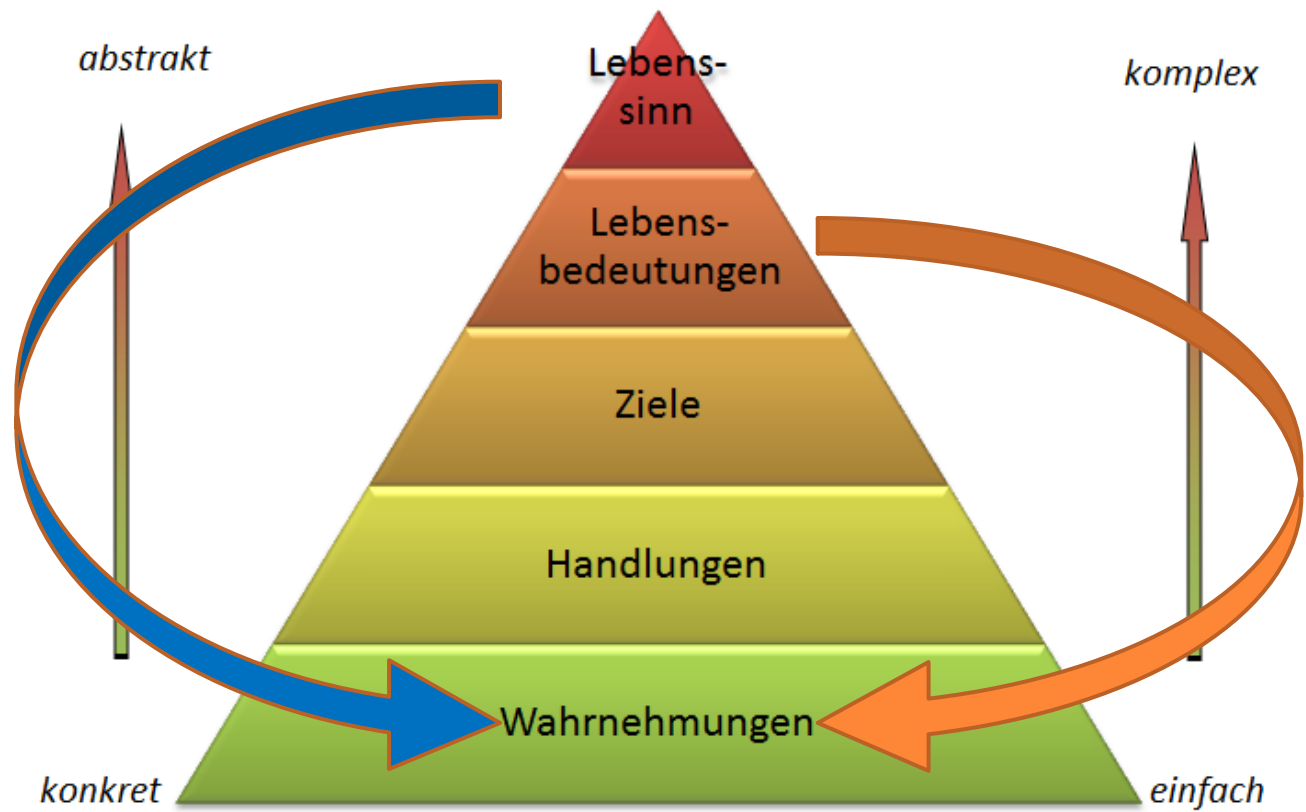 abstrakt
Lebens-
sinn
komplex
Lebens-
bedeutungen
Ziele
Handlungen
Wahrnehmungen
konkret
einfach